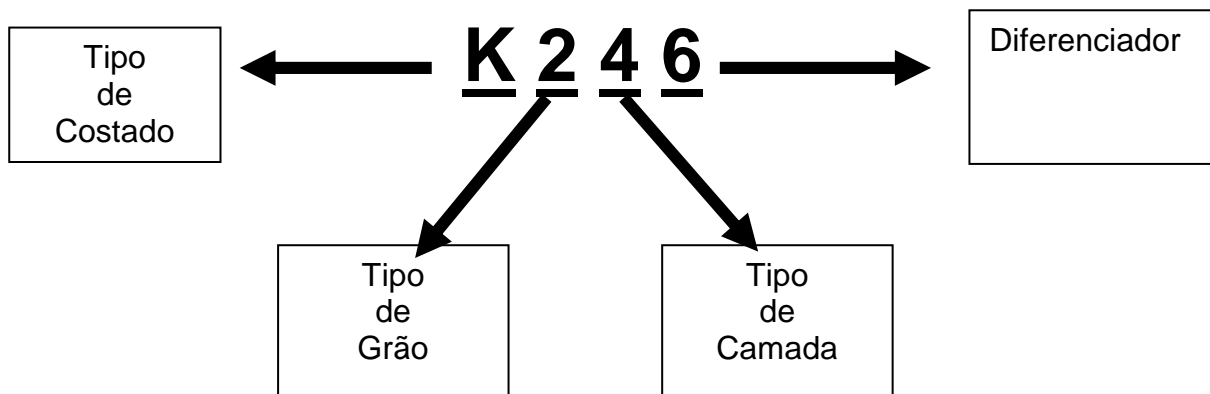 Tipo
de
Costado
K 2 4 6
Diferenciador
Tipo
de
Grão
Tipo
de
Camada